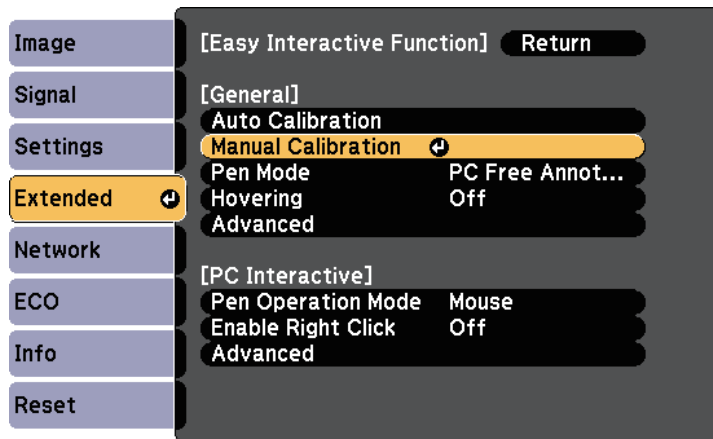 Image
Signal
Settings
Extended
Network
ECO
Info
Reset
[Easy Interactive Function] Return
[General]
Auto Calibration
Manual Calibration
Pen Mode PC Free Annot...
Hovering Off
Advanced
[PC Interactive]
Pen Operation Mode Mouse
Enable Right Click Off
Advanced